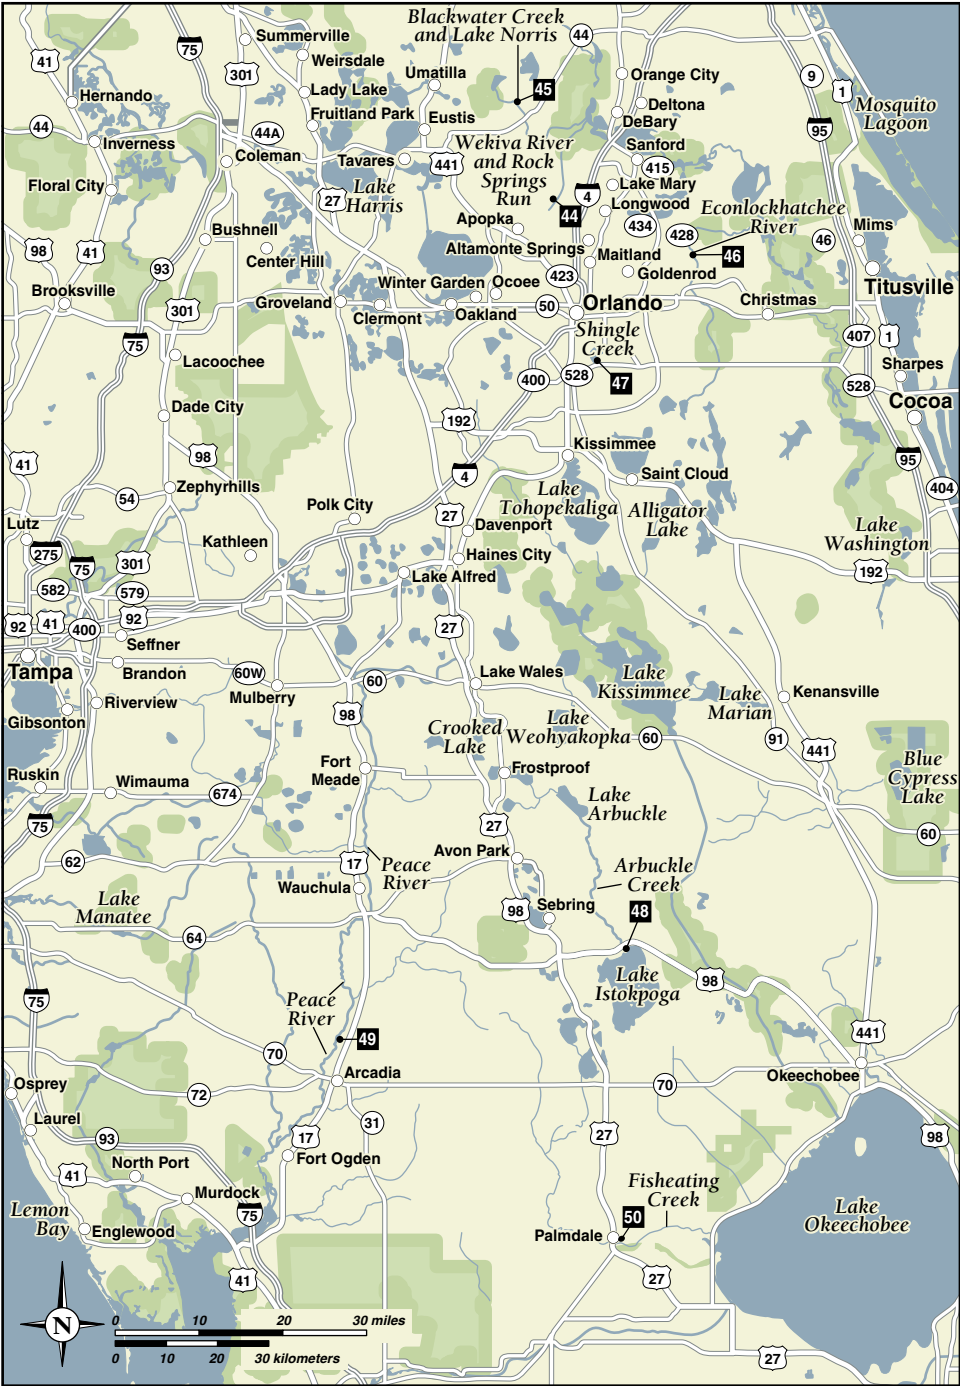 Blackwater Creek
and Lake Norris
44
75
Summerville
41
301
Weirsdale
Umatilla
Orange City
9
1
45
Hernando
Lady Lake
Deltona
Mosquito
Lagoon
Fruitland Park
Eustis
DeBary
44
44A
95
Inverness
Wekiva River
and Rock
Springs
Run
Sanford
Coleman
Tavares
441
415
Floral City
27
Lake
Harris
4
Lake Mary
Longwood
Econlockhatchee
River
44
Apopka
434
428
Mims
Bushnell
98
41
Altamonte Springs
Maitland
46
46
Center Hill
93
423
Goldenrod
Titusville
Brooksville
Winter Garden
Ocoee
Groveland
301
Clermont
Oakland
50
Orlando
Christmas
75
Shingle
Creek
407
1
Lacoochee
Sharpes
400
528
47
528
Cocoa
Dade City
192
Kissimmee
41
98
4
95
Saint Cloud
54
Zephyrhills
Lake
Tohopekaliga
404
Polk City
27
Alligator
Lake
Lutz
Davenport
Lake
Washington
275
75
301
Kathleen
Haines City
192
582
579
Lake Alfred
92
41
400
92
27
Seffner
Tampa
Brandon
60W
60
Lake Wales
Lake
Kissimmee
Mulberry
Riverview
Lake
Marian
Kenansville
Gibsonton
98
Crooked
Lake
Lake
Weohyakopka
60
91
441
Blue
Cypress
Lake
Fort
Meade
Frostproof
Ruskin
Wimauma
674
Lake
Arbuckle
75
27
60
62
17
Peace
River
Avon Park
Arbuckle
Creek
Wauchula
Lake
Manatee
98
Sebring
48
64
Lake
Istokpoga
98
75
Peace
River
49
441
70
Okeechobee
Osprey
Arcadia
72
70
Laurel
31
93
17
27
98
North Port
Fort Ogden
41
Fisheating
Creek
Lemon
Bay
Murdock
75
50
Lake
Okeechobee
Englewood
Palmdale
41
27
N
0 10 20 30 miles
0 10 20 30 kilometers
27